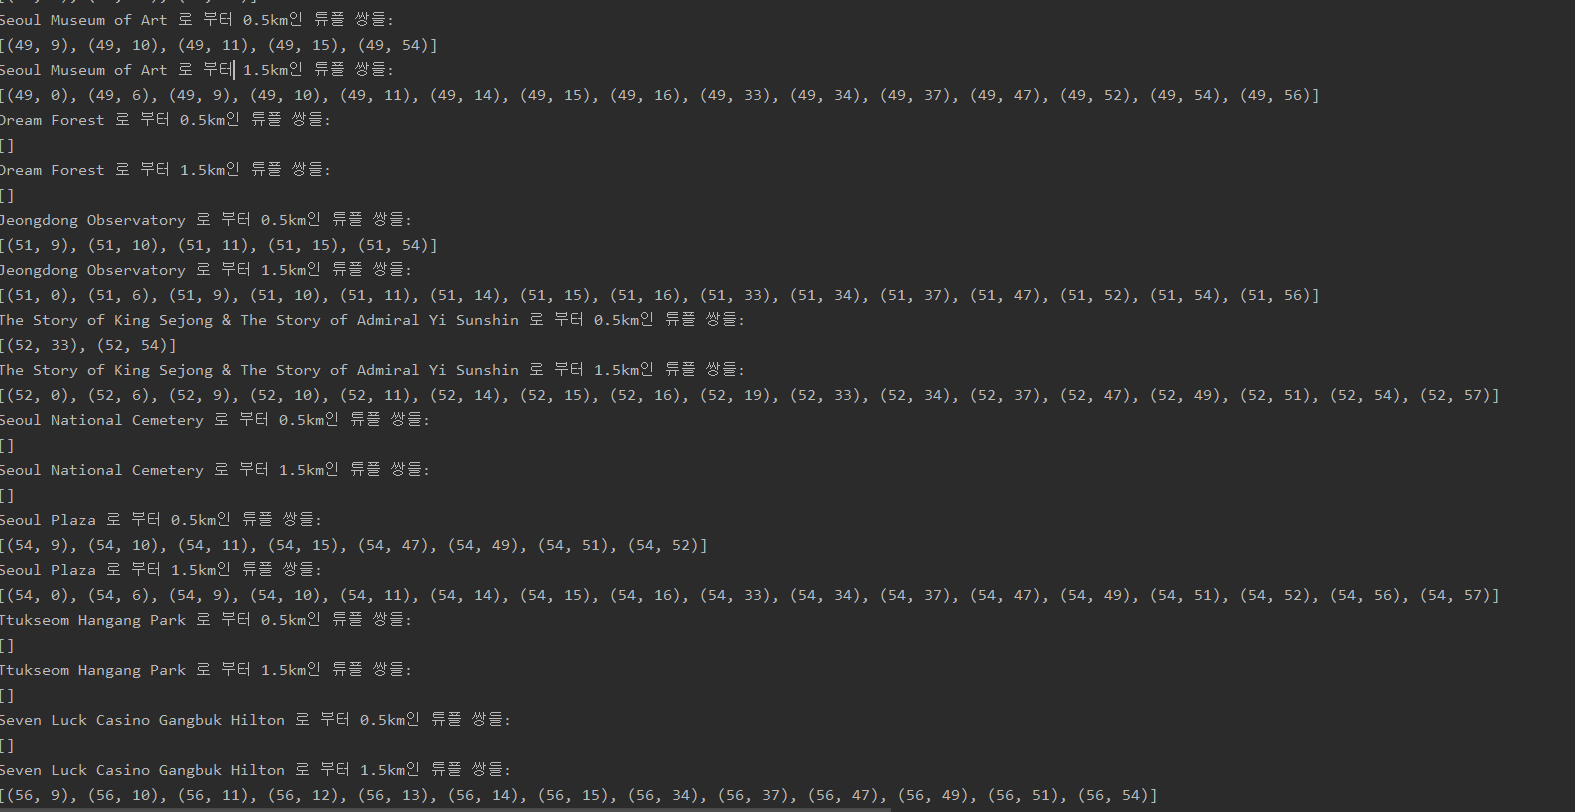 Seoul Museum of Art 로 부터 0.5km인 튜플 쌍들:
[(49, 9), (49, 10), (49, 11), (49, 15), (49, 54)]
Seoul Museum of Art 로 부터 1.5km인 튜플 쌍들:
[(49, 0), (49, 6), (49, 9), (49, 10), (49, 11), (49, 14), (49, 15), (49, 16), (49, 33), (49, 34), (49, 37), (49, 47), (49, 52), (49, 54), (49, 56)]
Dream Forest 로 부터 0.5km인 튜플 쌍들:
[]
Dream Forest 로 부터 1.5km인 튜플 쌍들:
[]
Jeongdong Observatory 로 부터 0.5km인 튜플 쌍들:
[(51, 9), (51, 10), (51, 11), (51, 15), (51, 54)]
Jeongdong Observatory 로 부터 1.5km인 튜플 쌍들:
[(51, 0), (51, 6), (51, 9), (51, 10), (51, 11), (51, 14), (51, 15), (51, 16), (51, 33), (51, 34), (51, 37), (51, 47), (51, 52), (51, 54), (51, 56)]
The Story of King Sejong & The Story of Admiral Yi Sunshin 로 부터 0.5km인 튜플 쌍들:
[(52, 33), (52, 54)]
The Story of King Sejong & The Story of Admiral Yi Sunshin 로 부터 1.5km인 튜플 쌍들:
[(52, 0), (52, 6), (52, 9), (52, 10), (52, 11), (52, 14), (52, 15), (52, 16), (52, 19), (52, 33), (52, 34), (52, 37), (52, 47), (52, 49), (52, 51), (52, 54), (52, 57)]
Seoul National Cemetery 로 부터 0.5km인 튜플 쌍들:
[]
Seoul National Cemetery 로 부터 1.5km인 튜플 쌍들:
[]
Seoul Plaza 로 부터 0.5km인 튜플 쌍들:
[(54, 9), (54, 10), (54, 11), (54, 15), (54, 47), (54, 49), (54, 51), (54, 52)]
Seoul Plaza 로 부터 1.5km인 튜플 쌍들:
[(54, 0), (54, 6), (54, 9), (54, 10), (54, 11), (54, 14), (54, 15), (54, 16), (54, 33), (54, 34), (54, 37), (54, 47), (54, 49), (54, 51), (54, 52), (54, 56), (54, 57)]
Ttukseom Hangang Park 로 부터 0.5km인 튜플 쌍들:
[]
Ttukseom Hangang Park 로 부터 1.5km인 튜플 쌍들:
[]
Seven Luck Casino Gangbuk Hilton 로 부터 0.5km인 튜플 쌍들:
[]
Seven Luck Casino Gangbuk Hilton 로 부터 1.5km인 튜플 쌍들:
[(56, 9), (56, 10), (56, 11), (56, 12), (56, 13), (56, 14), (56, 15), (56, 34), (56, 37), (56, 47), (56, 49), (56, 51), (56, 54)]